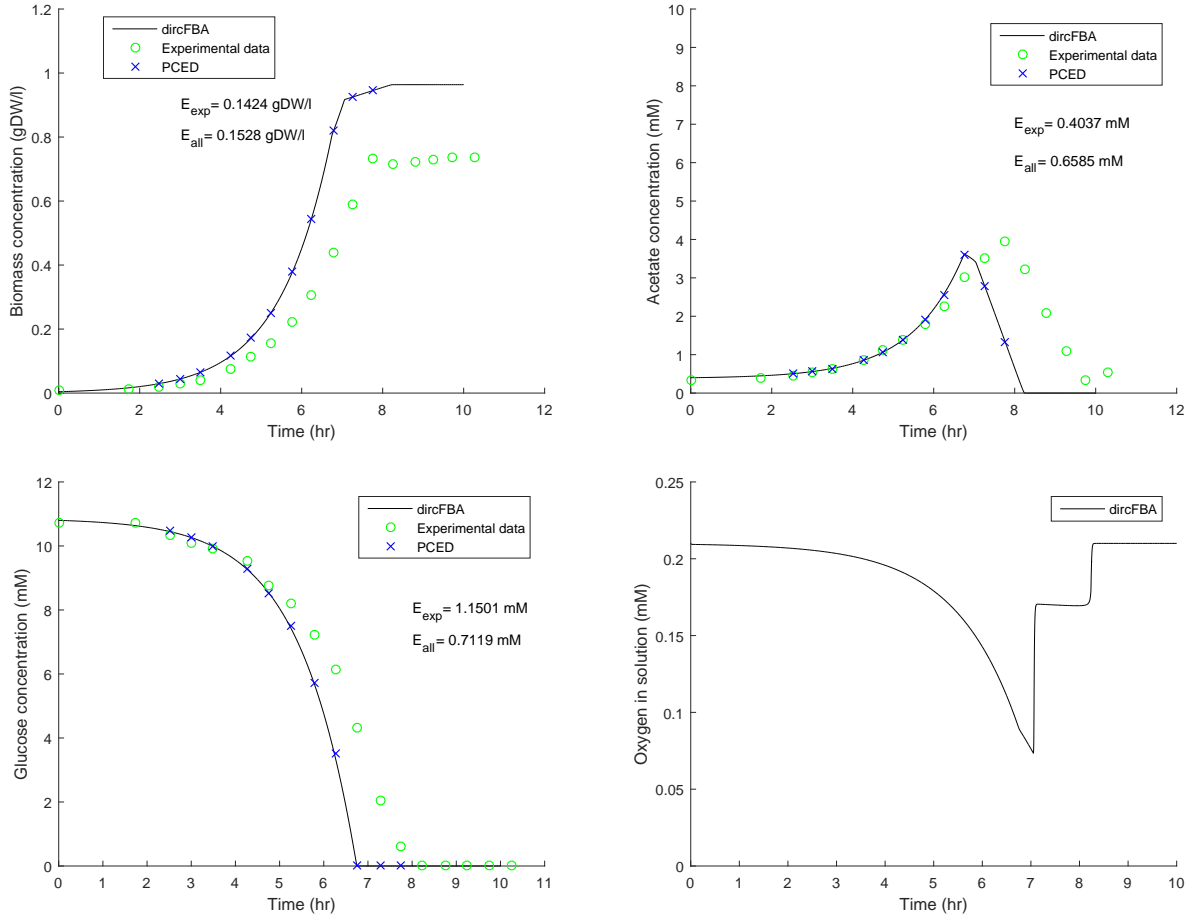 1.2
1
0.8
0.6
0.4
0.2
0
0 2 4 6 8 10 12
Biomass concentration (gDW/l)
Time (hr)
dircFBA
Experimental data
PCED
E_exp= 0.1424 gDW/l
E_all= 0.1528 gDW/l
10
9
8
7
6
5
4
3
2
1
0
0 2 4 6 8 10 12
Acetate concentration (mM)
Time (hr)
dircFBA
Experimental data
PCED
E_exp= 0.4037 mM
E_all= 0.6585 mM
12
10
8
6
4
2
0
0 1 2 3 4 5 6 7 8 9 10 11
Glucose concentration (mM)
Time (hr)
dircFBA
Experimental data
PCED
E_exp= 1.1501 mM
E_all= 0.7119 mM
0.25
0.2
0.15
0.1
0.05
0
0 1 2 3 4 5 6 7 8 9 10
Oxygen in solution (mM)
Time (hr)
dircFBA